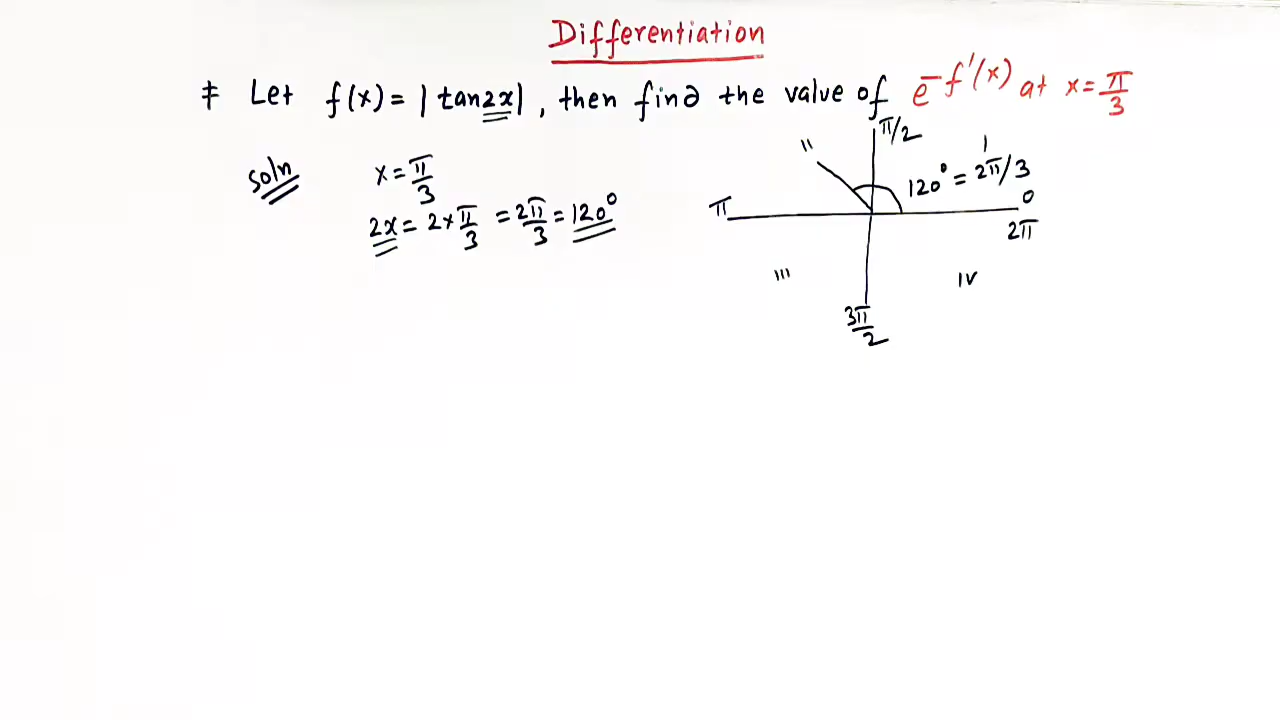 Differentiation
# Let f(x) = |tan2x|, then find the value of e^-f'(x) at x = π/3
Soln
x = π/3
2x = 2×π/3 = 2π/3 = 120°
π/2
II
I
120° = 2π/3
π
0
2π
III
IV
3π/2